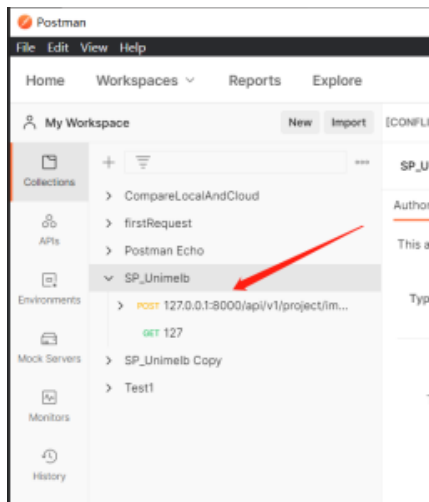 Postman
File Edit View Help
Home Workspaces Reports Explore
My Workspace New Import [CONFLI
Collections
SP_U
CompareLocalAndCloud
APIs
firstRequest
Author
Postman Echo
This a
Environments
SP_Unimelb
Typ
POST 127.0.0.1:8000/api/v1/project/im...
GET 127
Mock Servers
SP_Unimelb Copy
Test1
Monitors
History